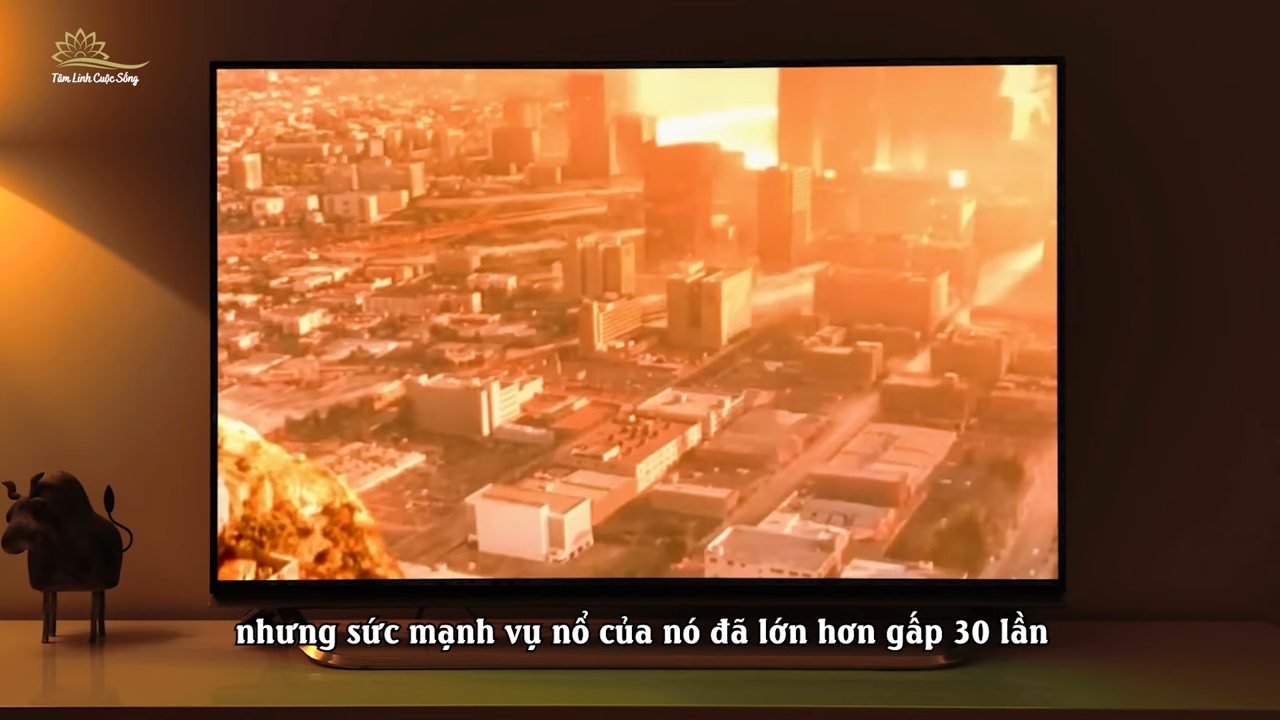 Tâm Linh Cuộc Sống
nhưng sức mạnh vụ nổ của nó đã lớn hơn gấp 30 lần